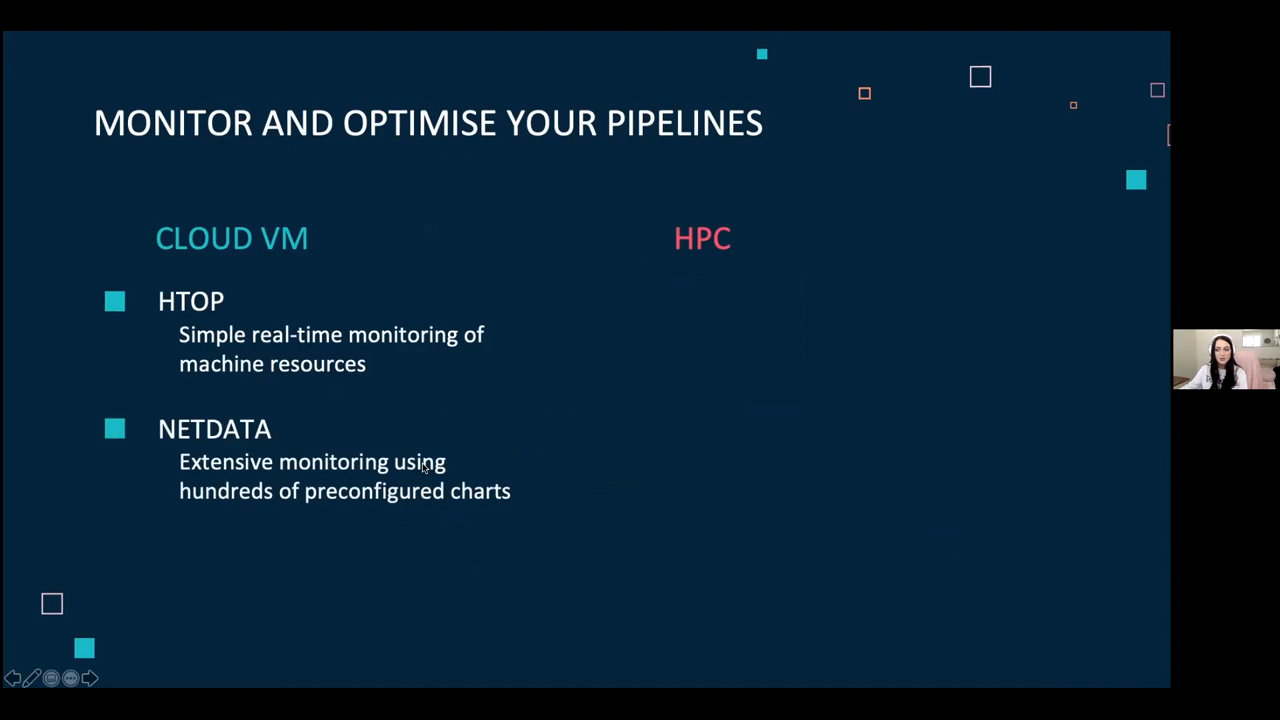 MONITOR AND OPTIMISE YOUR PIPELINES
CLOUD VM
HTOP
Simple real-time monitoring of
machine resources
NETDATA
Extensive monitoring using
hundreds of preconfigured charts
HPC